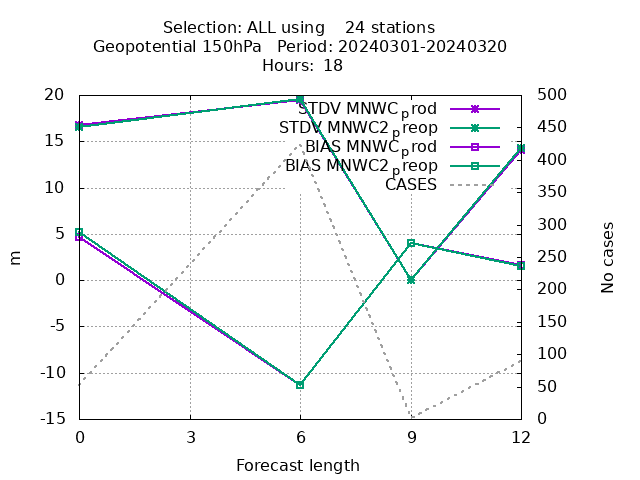 Selection: ALL using    24 stations
Geopotential 150hPa   Period: 20240301-20240320
Hours: 18
20
15
10
5
0
-5
-10
-15
m
500
450
400
350
300
250
200
150
100
50
0
No cases
STDV MNWC_prod
STDV MNWC2_preop
BIAS MNWC_prod
BIAS MNWC2_preop
CASES
0 3 6 9 12
Forecast length